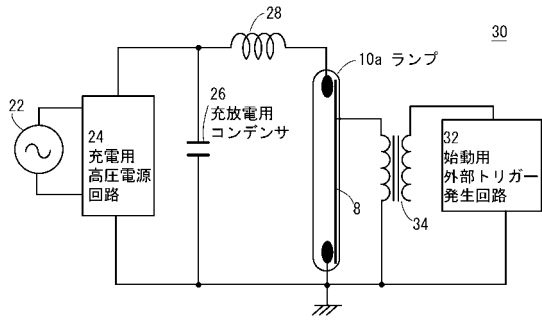 28
30
10a ランプ
22
26
充放電用
コンデンサ
24
充電用
高圧電源
回路
32
始動用
外部トリガー
発生回路
34
8